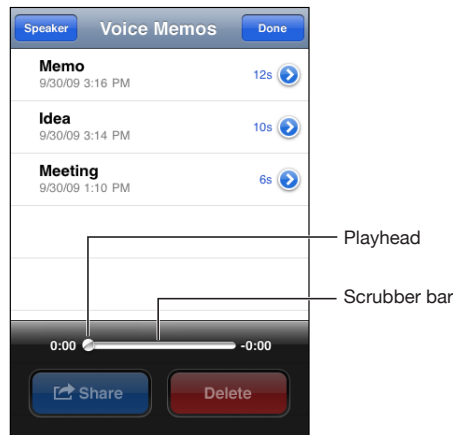 Speaker Voice Memos Done
Memo
9/30/09 3:16 PM
12s
Idea
9/30/09 3:14 PM
10s
Meeting
9/30/09 1:10 PM
6s
Playhead
Scrubber bar
0:00 -0:00
Share Delete